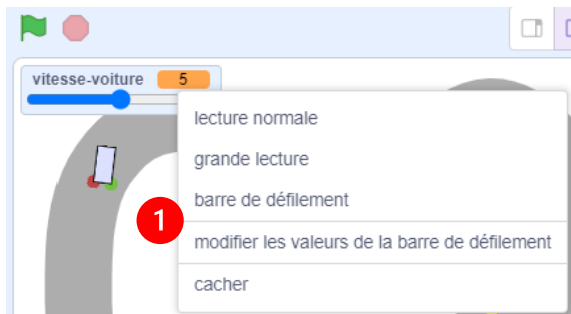 vitesse-voiture 5
lecture normale
grande lecture
barre de défilement
1
modifier les valeurs de la barre de défilement
cacher